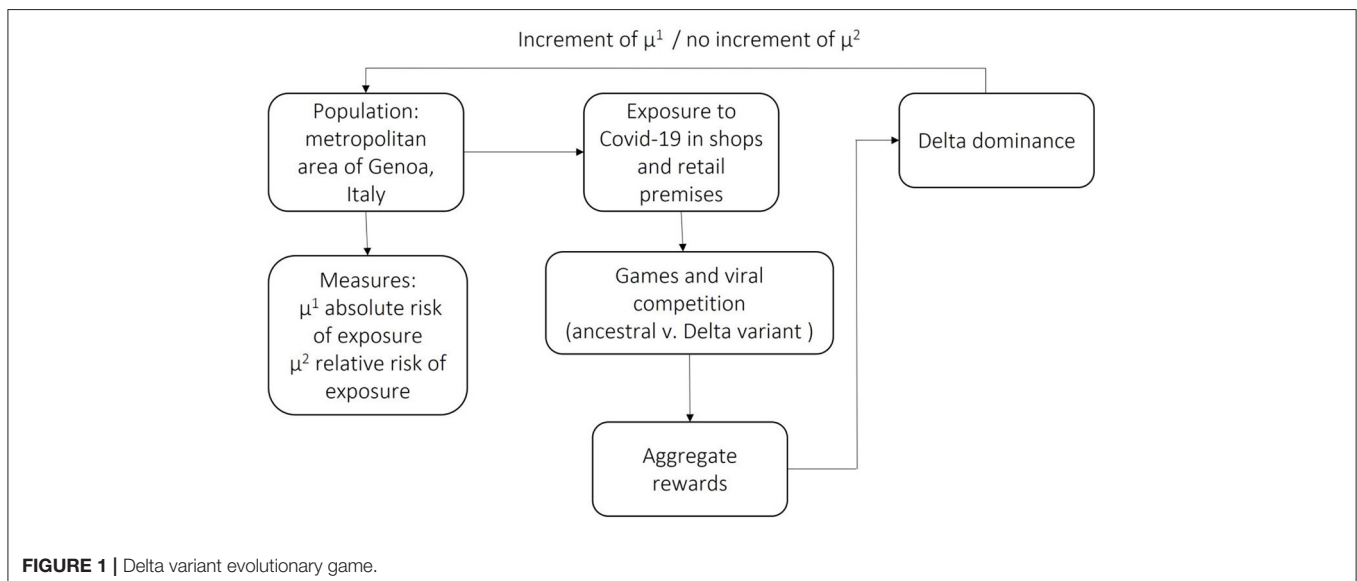 Increment of μ¹ / no increment of μ²
Population:
metropolitan
area of Genoa,
Italy
Exposure to
Covid-19 in shops
and retail
premises
Delta dominance
Measures:
μ¹ absolute risk
of exposure
μ² relative risk of
exposure
Games and viral
competition
(ancestral v. Delta variant )
Aggregate
rewards
FIGURE 1 | Delta variant evolutionary game.